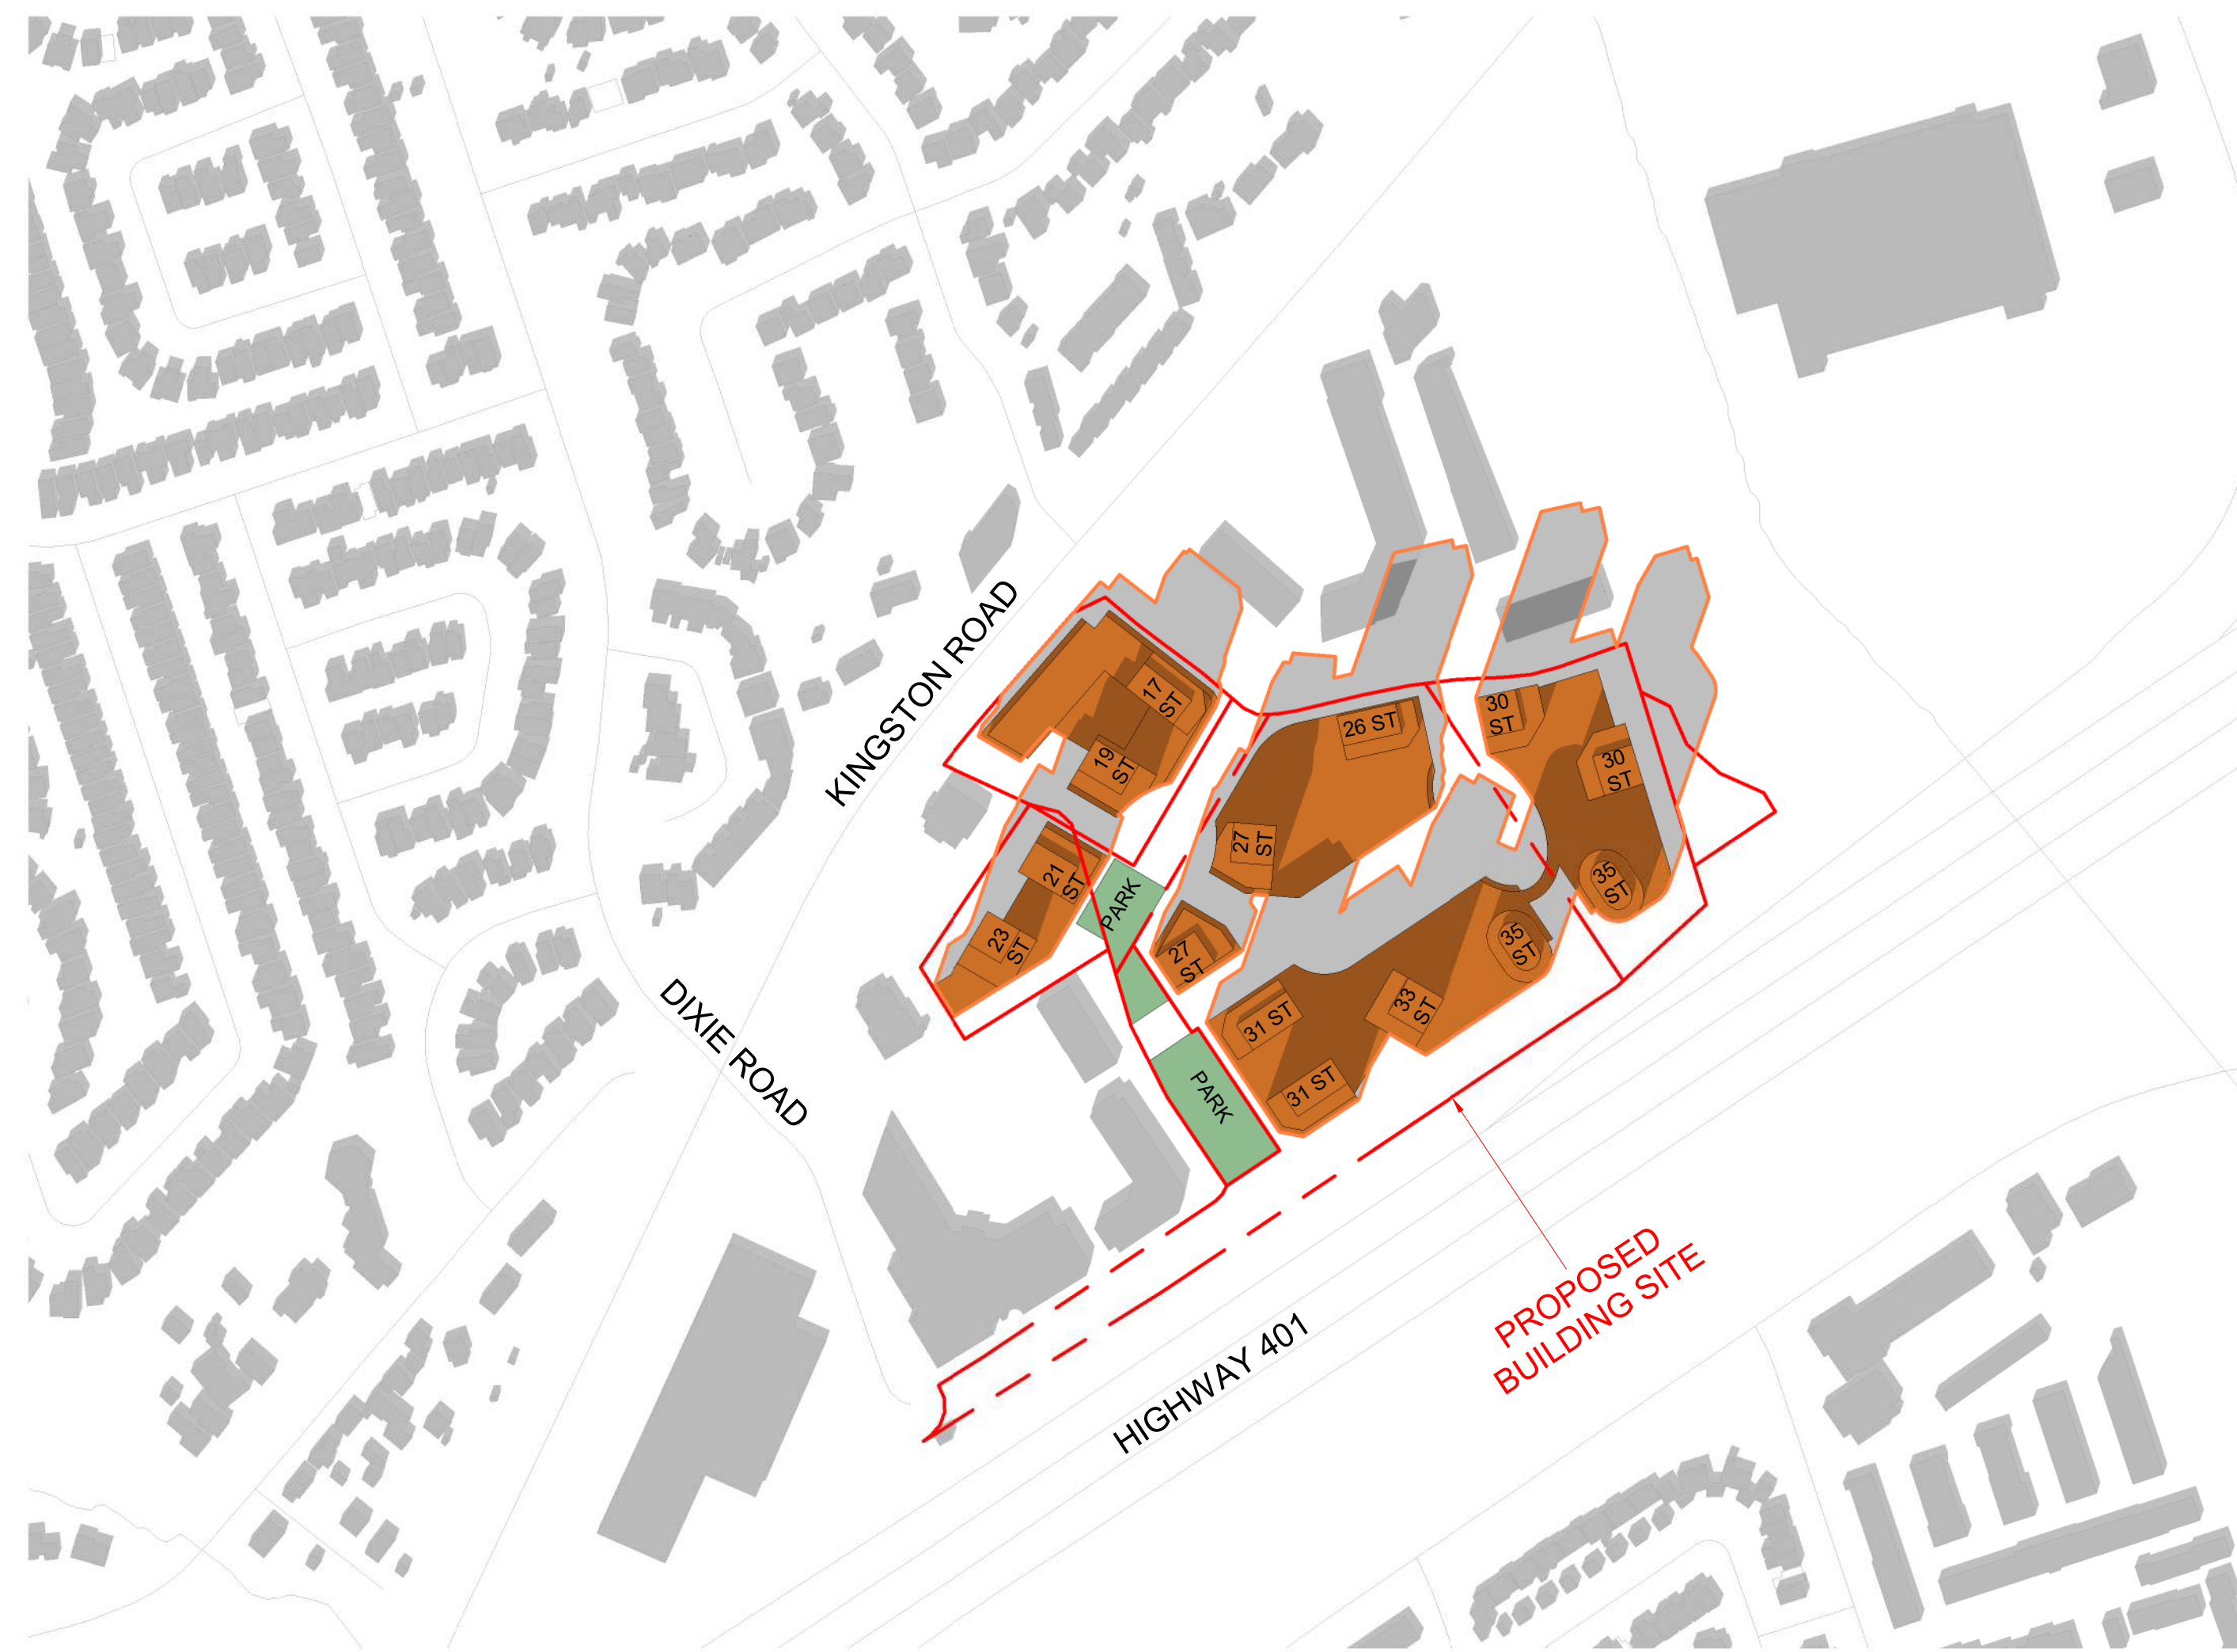 KINGSTON ROAD
17
ST
19
ST
26 ST
30
ST
30
ST
27
ST
21
ST
PARK
35
ST
23
ST
27
ST
35
ST
31 ST
33
ST
31 ST
PARK
DIXIE ROAD
PROPOSED
BUILDING SITE
HIGHWAY 401